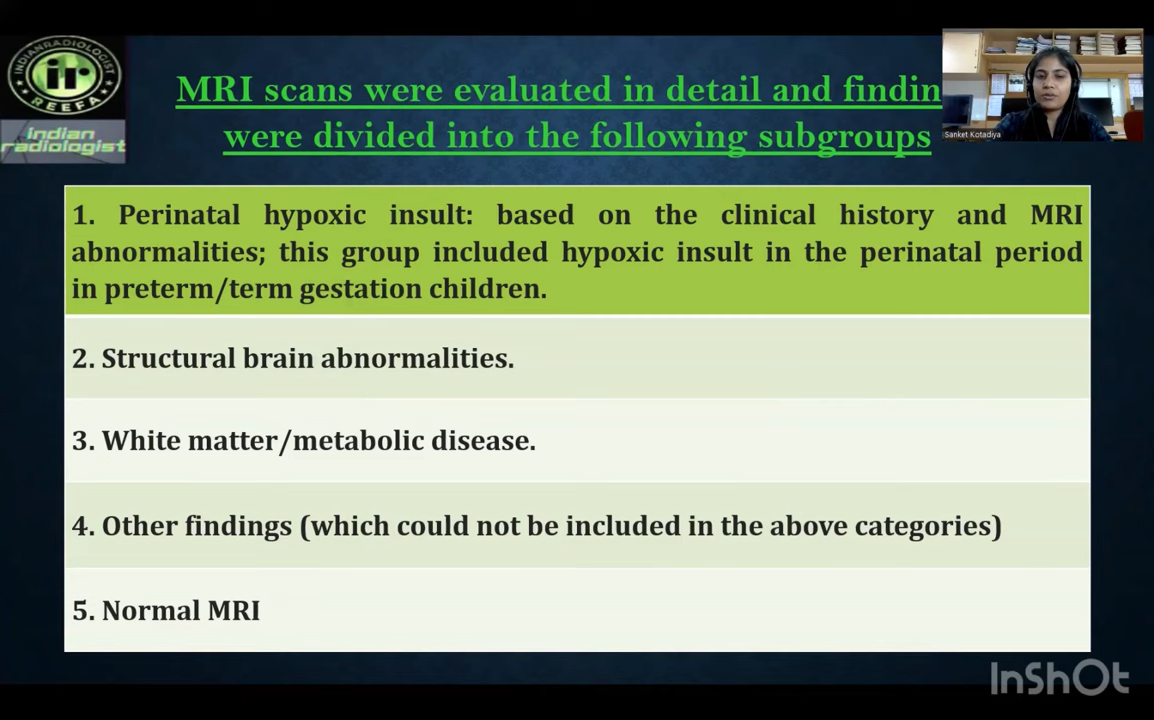 INDIANRADIOLOGIST
ir
REEFA
indian
radiologist
MRI scans were evaluated in detail and findin
were divided into the following subgroups
Sanket Kotadiya
1. Perinatal hypoxic insult: based on the clinical history and MRI
abnormalities; this group included hypoxic insult in the perinatal period
in preterm/term gestation children.
2. Structural brain abnormalities.
3. White matter/metabolic disease.
4. Other findings (which could not be included in the above categories)
5. Normal MRI
InShOt